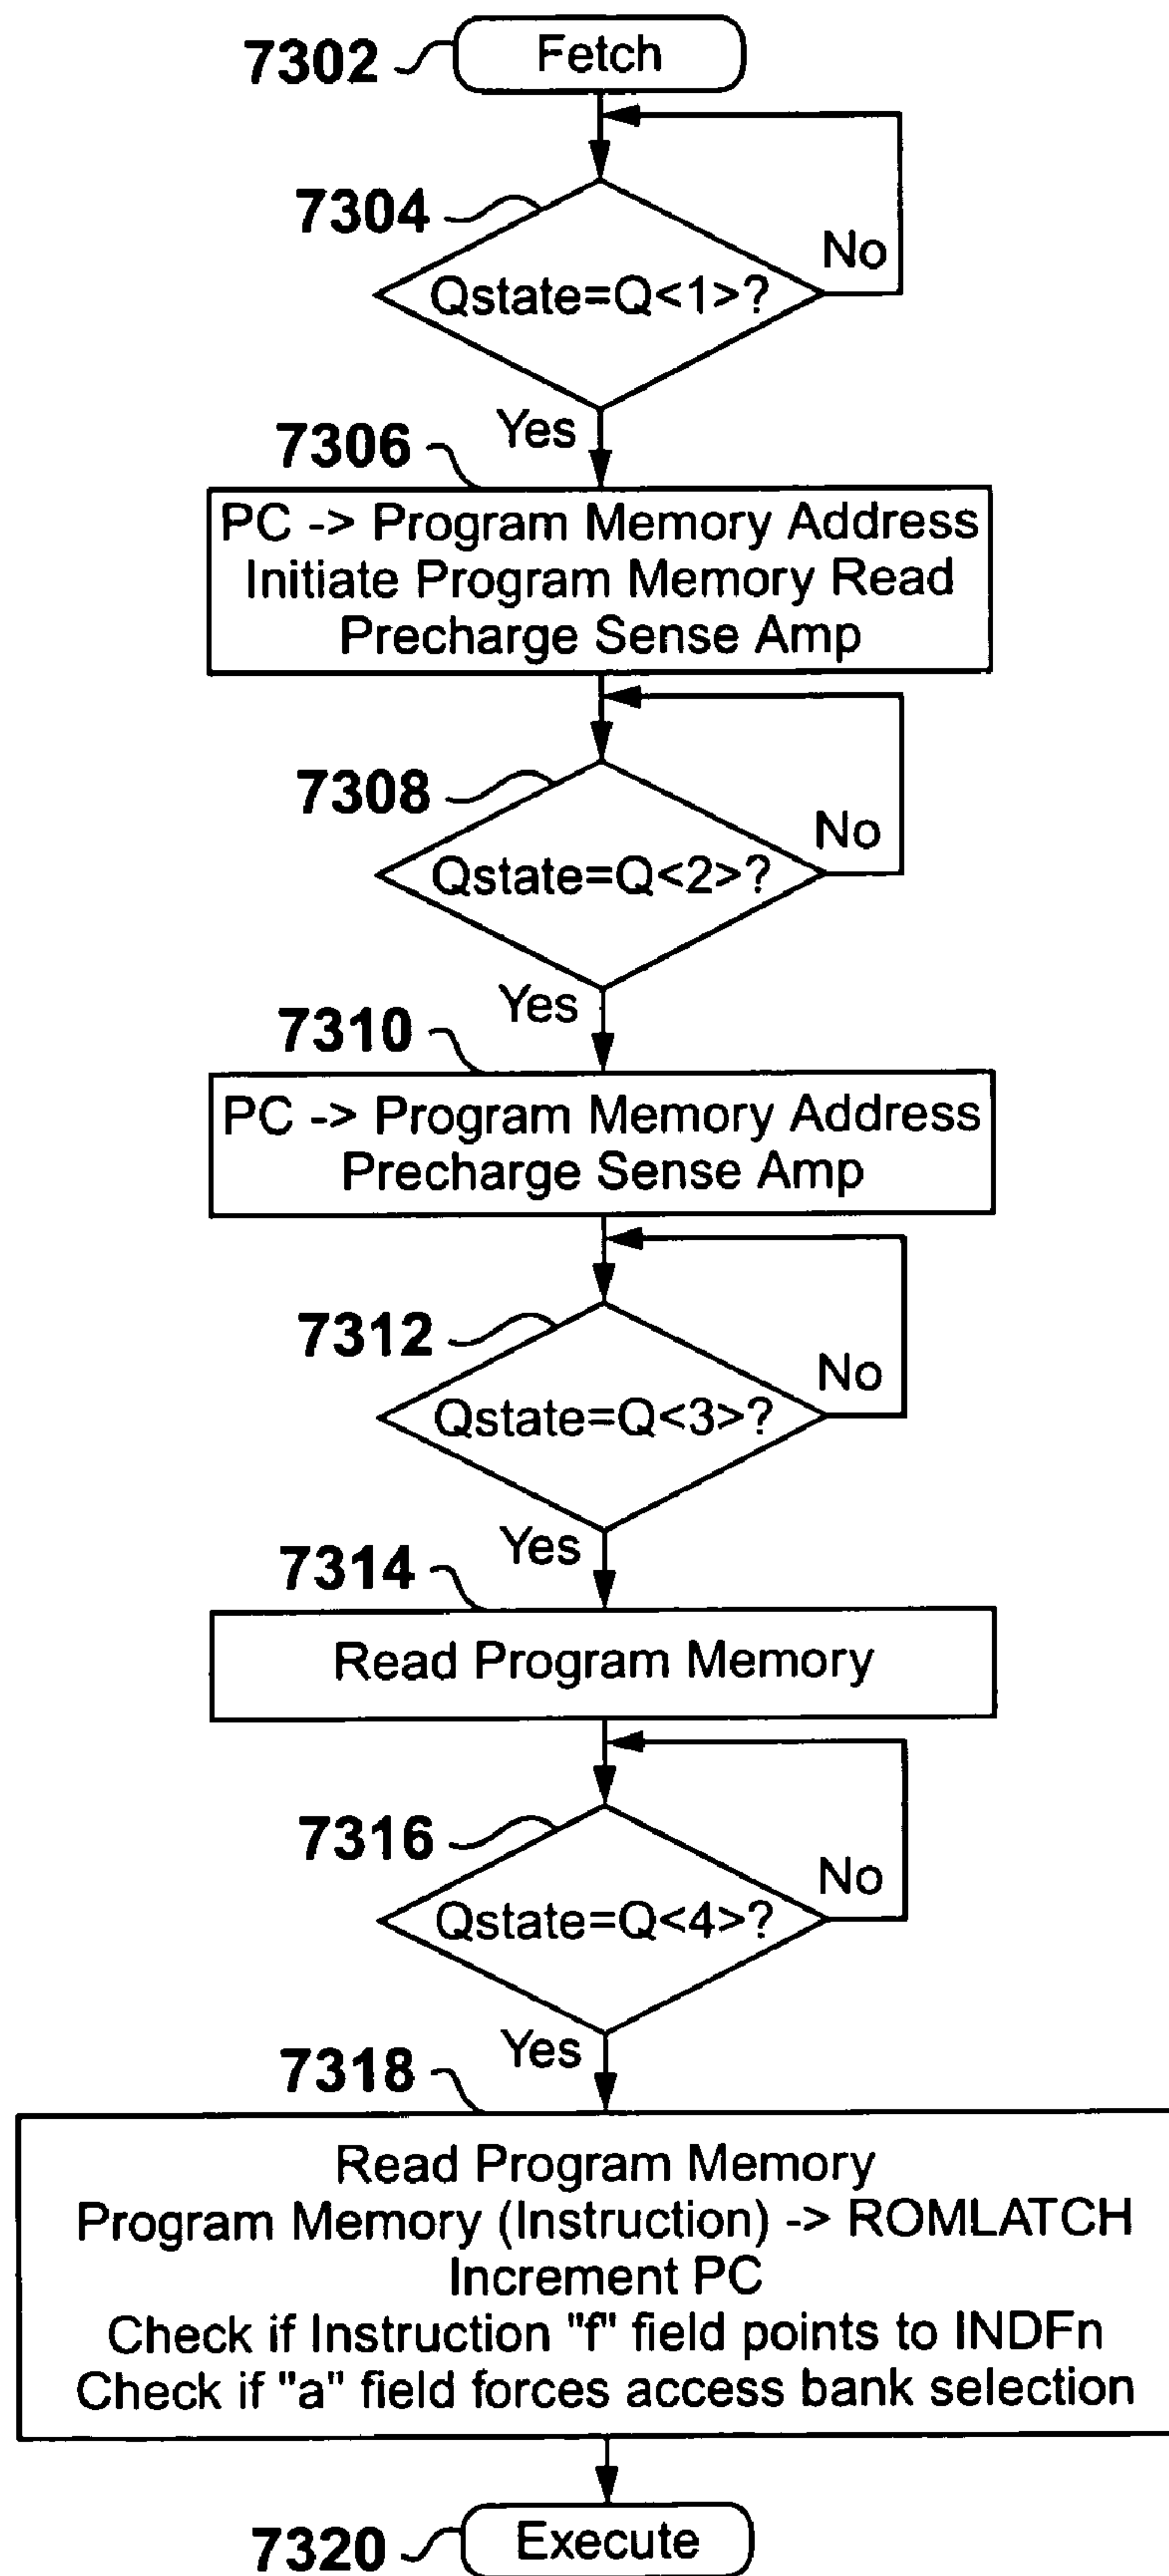 7302
Fetch
7304
Qstate=Q<1>?
No
Yes
7306
PC -> Program Memory Address
Initiate Program Memory Read
Precharge Sense Amp
7308
Qstate=Q<2>?
No
Yes
7310
PC -> Program Memory Address
Precharge Sense Amp
7312
Qstate=Q<3>?
No
Yes
7314
Read Program Memory
7316
Qstate=Q<4>?
No
Yes
7318
Read Program Memory
Program Memory (Instruction) -> ROMLATCH
Increment PC
Check if Instruction "f" field points to INDFn
Check if "a" field forces access bank selection
7320
Execute